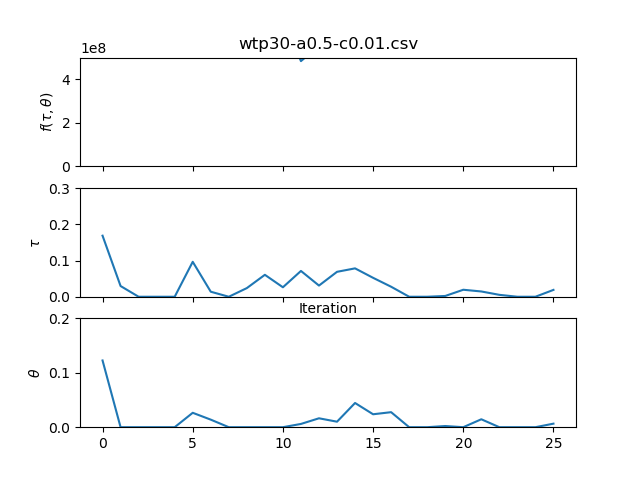 wtp30-a0.5-c0.01.csv
1e8
4
2
0
f(τ, θ)
0.3
0.2
0.1
0.0
τ
Iteration
0.2
0.1
0.0
θ
0 5 10 15 20 25